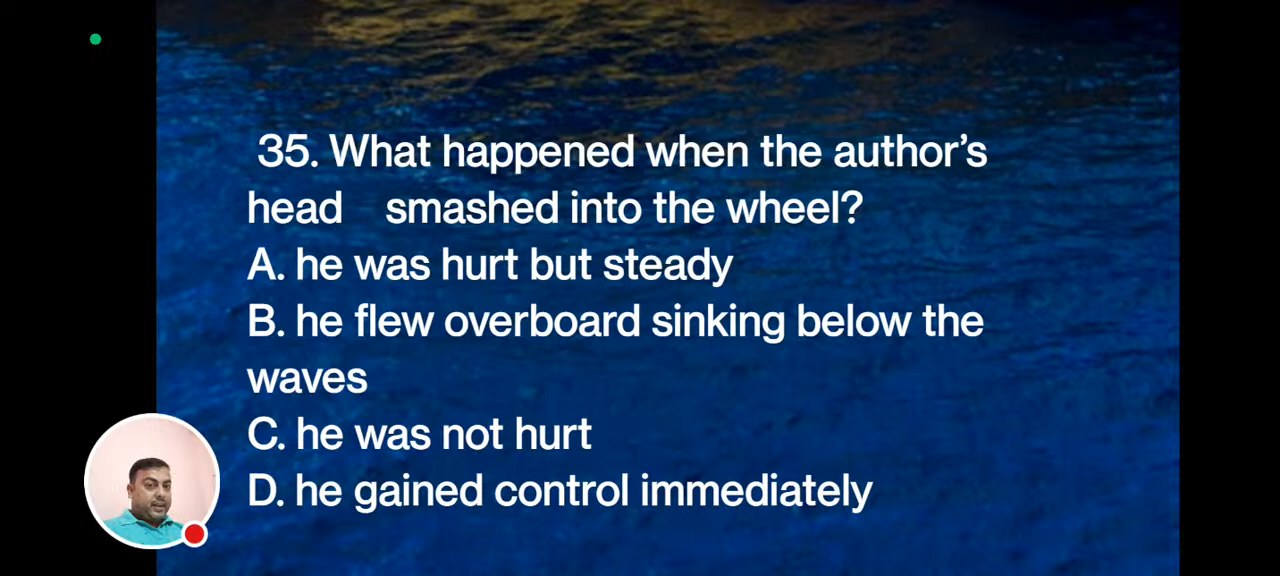 35. What happened when the author’s
head smashed into the wheel?
A. he was hurt but steady
B. he flew overboard sinking below the
waves
C. he was not hurt
D. he gained control immediately